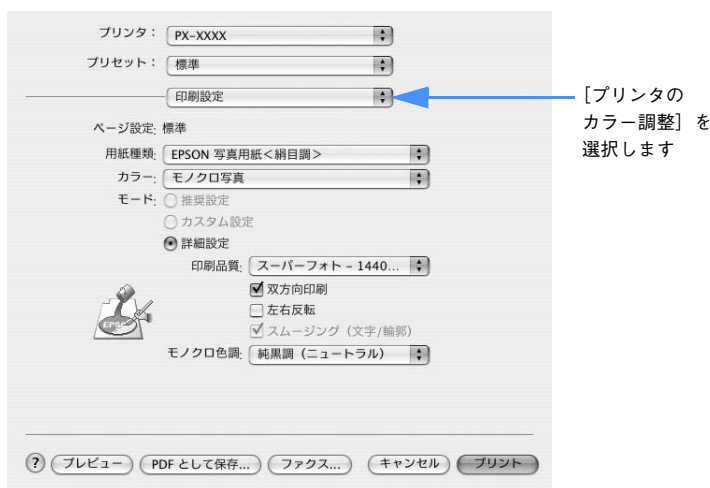 プリンタ： PX-XXXX
プリセット： 標準
印刷設定
[プリンタの
カラー調整] を
選択します
ページ設定: 標準
用紙種類: EPSON 写真用紙＜絹目調＞
カラー: モノクロ写真
モード: 推奨設定
カスタム設定
詳細設定
印刷品質: スーパーフォト – 1440...
双方向印刷
左右反転
スムージング（文字/輪郭）
EPSON
モノクロ色調: 純黒調（ニュートラル）
? プレビュー PDF として保存... ファクス... キャンセル プリント